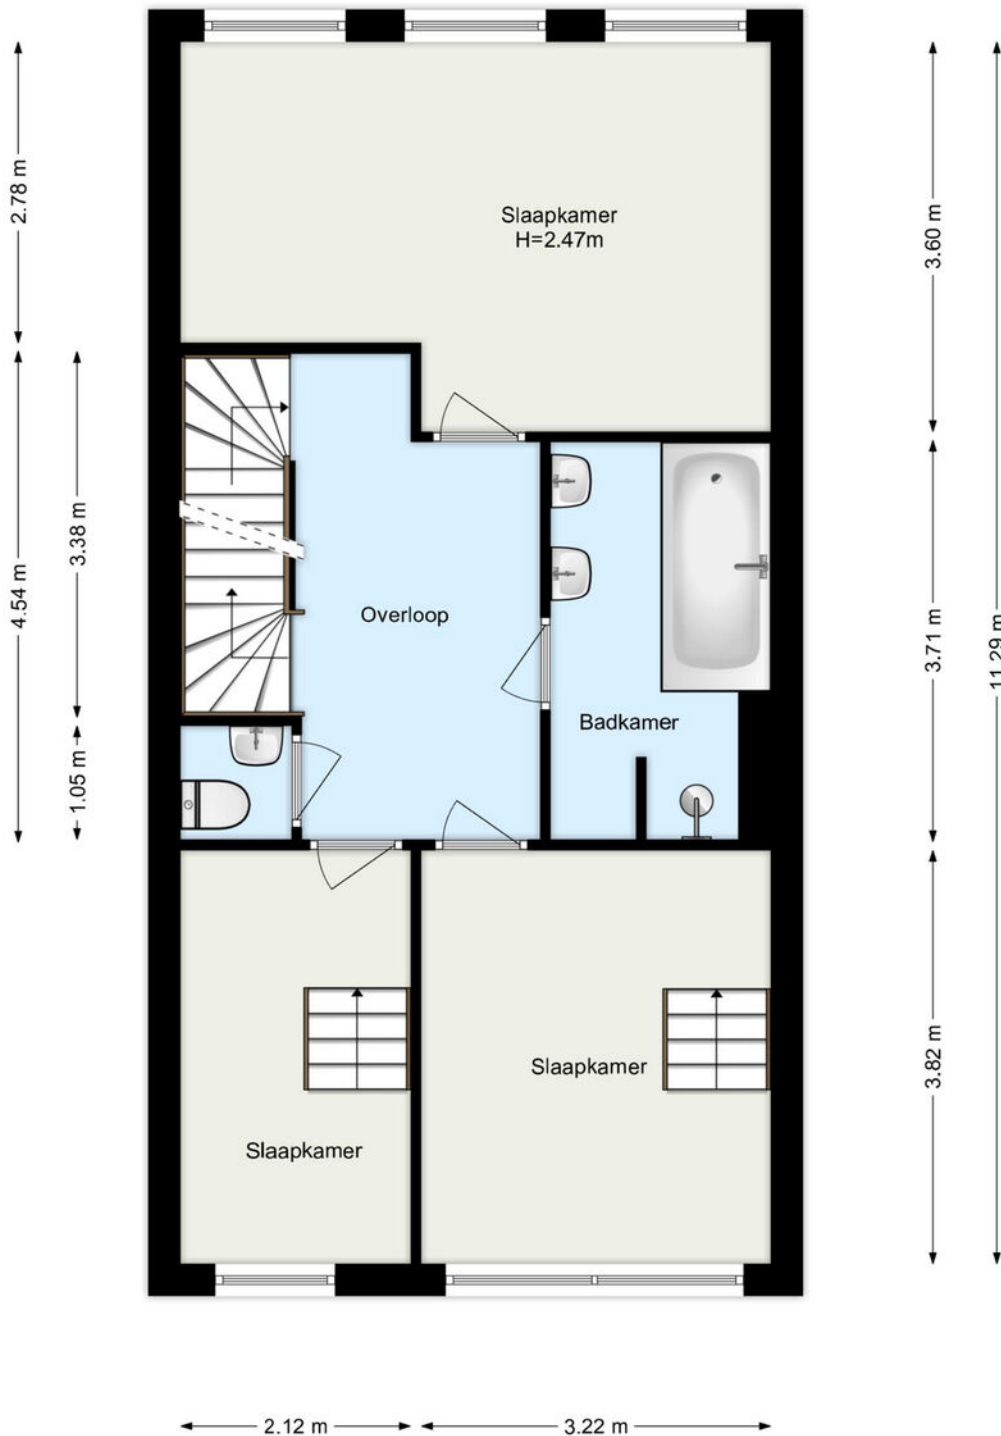 2.78 m
3.60 m
Slaapkamer
H=2.47m
4.54 m
3.38 m
3.71 m
11.29 m
Overloop
Badkamer
1.05 m
3.82 m
Slaapkamer
Slaapkamer
2.12 m
3.22 m